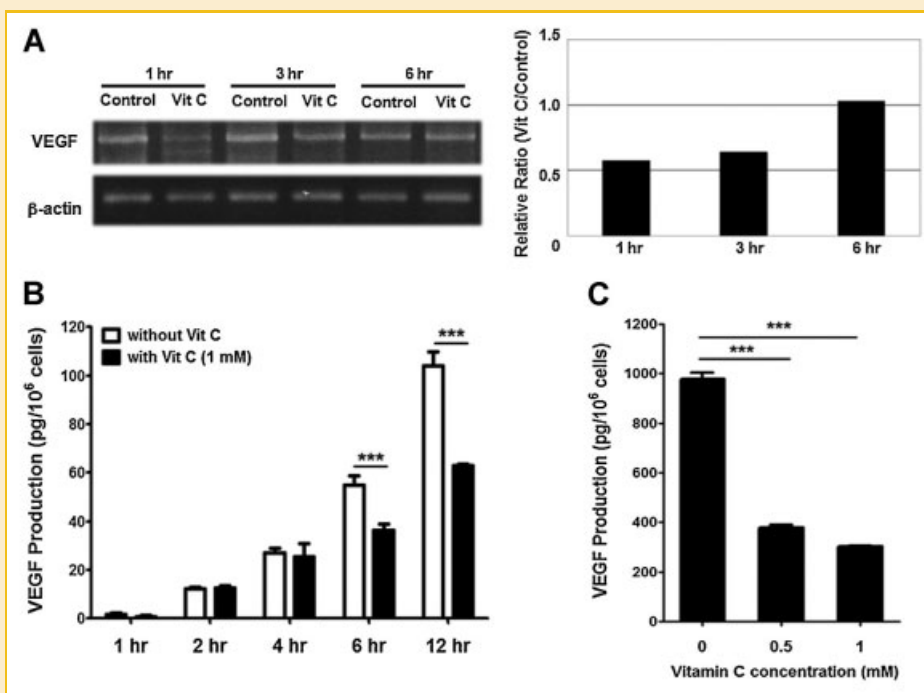 A
1 hr 3 hr 6 hr
Control Vit C Control Vit C Control Vit C
VEGF
β-actin
Relative Ratio (Vit C/Control)
1.5
1.0
0.5
0
1 hr 3 hr 6 hr
B
VEGF Production (pg/10⁶ cells)
120
100
80
60
40
20
0
without Vit C
with Vit C (1 mM)
***
***
1 hr 2 hr 4 hr 6 hr 12 hr
C
VEGF Production (pg/10⁶ cells)
1200
1000
800
600
400
200
0
***
***
0 0.5 1
Vitamin C concentration (mM)